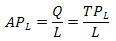 AP_L = Q/L = TP_L/L